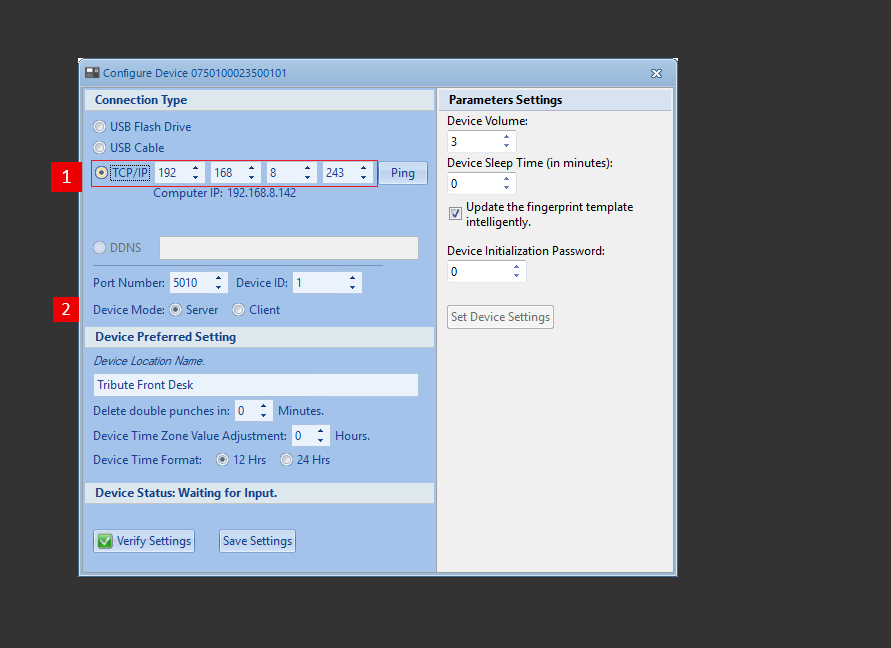 Configure Device 0750100023500101
Connection Type
USB Flash Drive
USB Cable
1
TCP/IP 192 168 8 243 Ping
Computer IP: 192.168.8.142
DDNS
Port Number: 5010 Device ID: 1
2
Device Mode: Server Client
Device Preferred Setting
Device Location Name.
Tribute Front Desk
Delete double punches in: 0 Minutes.
Device Time Zone Value Adjustment: 0 Hours.
Device Time Format: 12 Hrs 24 Hrs
Device Status: Waiting for Input.
Verify Settings Save Settings
Parameters Settings
Device Volume:
3
Device Sleep Time (in minutes):
0
Update the fingerprint template
intelligently.
Device Initialization Password:
0
Set Device Settings